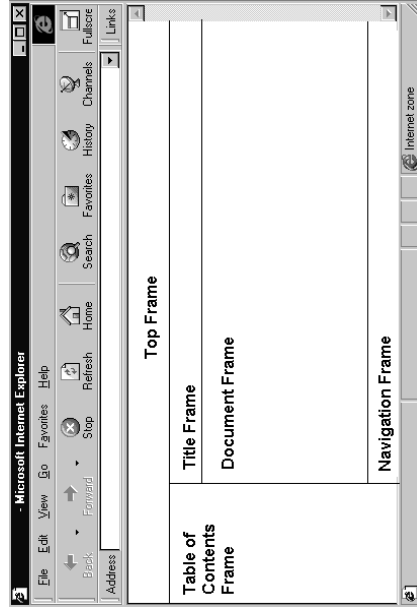 - Microsoft Internet Explorer
File Edit View Go Favorites Help
Back Forward Stop Refresh Home Search Favorites History Channels Fullscre
Address Links
Top Frame
Table of
Contents
Frame
Title Frame
Document Frame
Navigation Frame
Internet zone